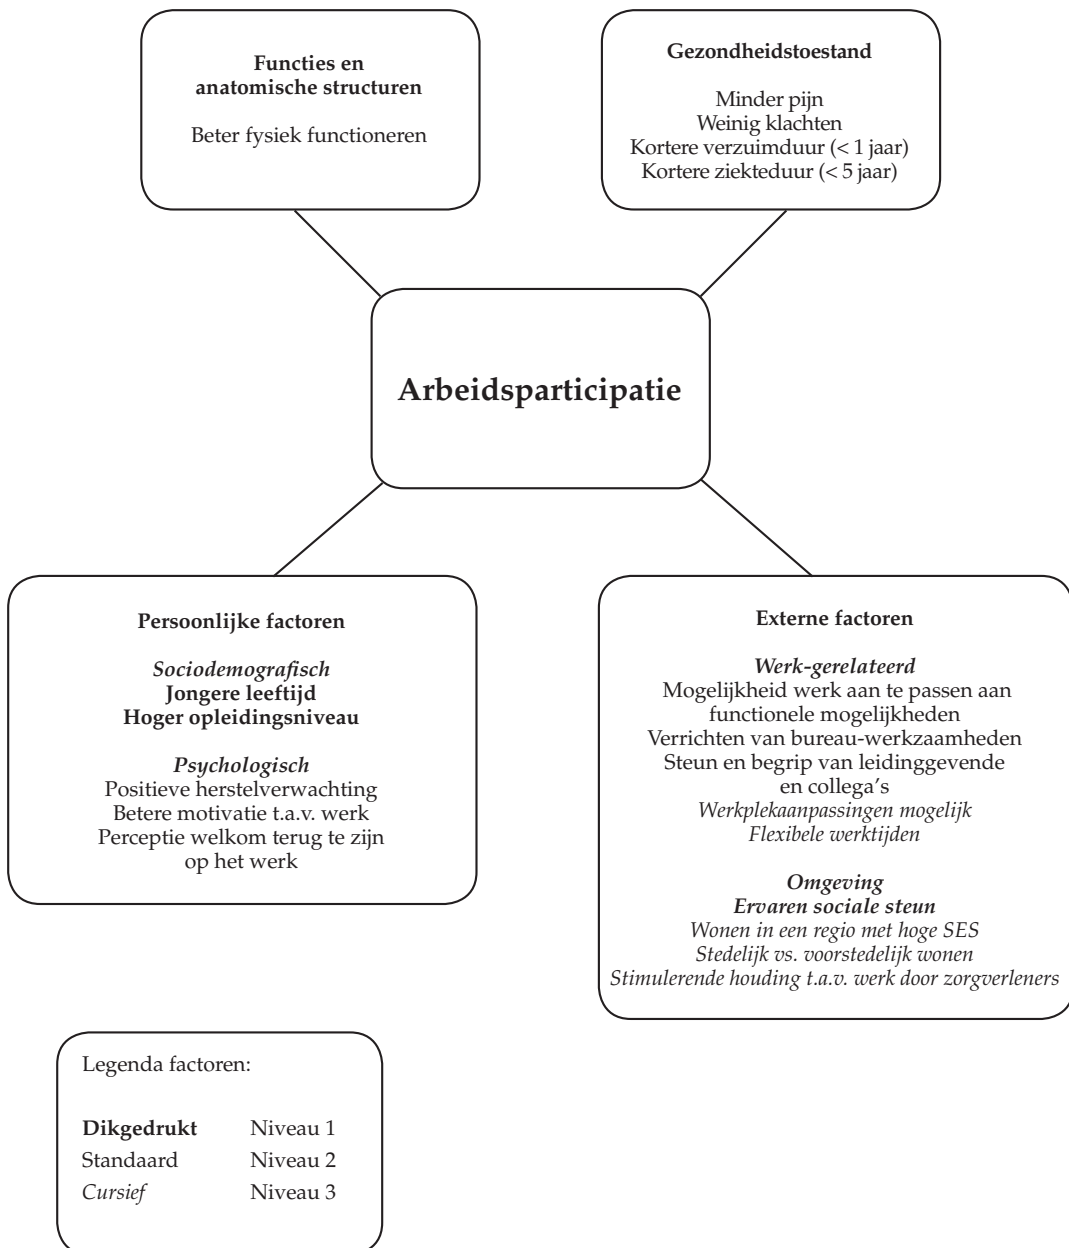 Functies en
anatomische structuren
Beter fysiek functioneren
Gezondheidstoestand
Minder pijn
Weinig klachten
Kortere verzuimduur (< 1 jaar)
Kortere ziekteduur (< 5 jaar)
Arbeidsparticipatie
Persoonlijke factoren
Sociodemografisch
Jongere leeftijd
Hoger opleidingsniveau
Psychologisch
Positieve herstelverwachting
Betere motivatie t.a.v. werk
Perceptie welkom terug te zijn
op het werk
Externe factoren
Werk-gerelateerd
Mogelijkheid werk aan te passen aan
functionele mogelijkheden
Verrichten van bureau-werkzaamheden
Steun en begrip van leidinggevende
en collega's
Werkplekaanpassingen mogelijk
Flexibele werktijden
Omgeving
Ervaren sociale steun
Wonen in een regio met hoge SES
Stedelijk vs. voorstedelijk wonen
Stimulerende houding t.a.v. werk door zorgverleners
Legenda factoren:
Dikgedrukt Niveau 1
Standaard Niveau 2
Cursief Niveau 3